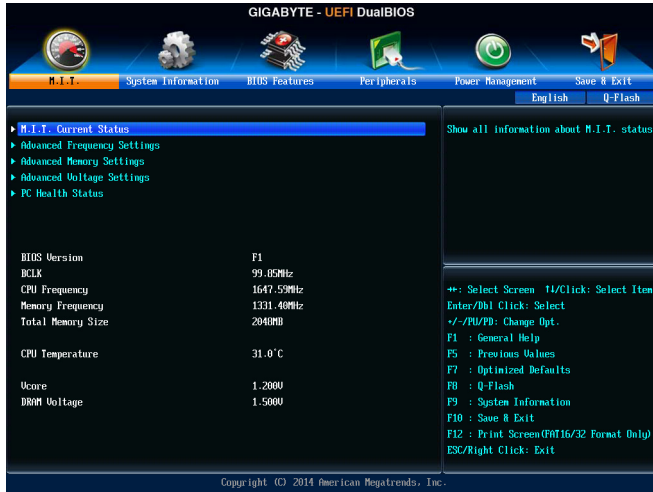 GIGABYTE - UEFI DualBIOS
M.I.T. System Information BIOS Features Peripherals Power Management Save & Exit
English Q-Flash
M.I.T. Current Status
Advanced Frequency Settings
Advanced Memory Settings
Advanced Voltage Settings
PC Health Status
BIOS Version F1
BCLK 99.85MHz
CPU Frequency 1647.59MHz
Memory Frequency 1331.40MHz
Total Memory Size 2048MB
CPU Temperature 31.0°C
Vcore 1.200V
DRAM Voltage 1.500V
Show all information about M.I.T. status
→←: Select Screen ↑↓/Click: Select Item
Enter/Dbl Click: Select
+/-/PU/PD: Change Opt.
F1 : General Help
F5 : Previous Values
F7 : Optimized Defaults
F8 : Q-Flash
F9 : System Information
F10 : Save & Exit
F12 : Print Screen(FAT16/32 Format Only)
ESC/Right Click: Exit
Copyright (C) 2014 American Megatrends, Inc.